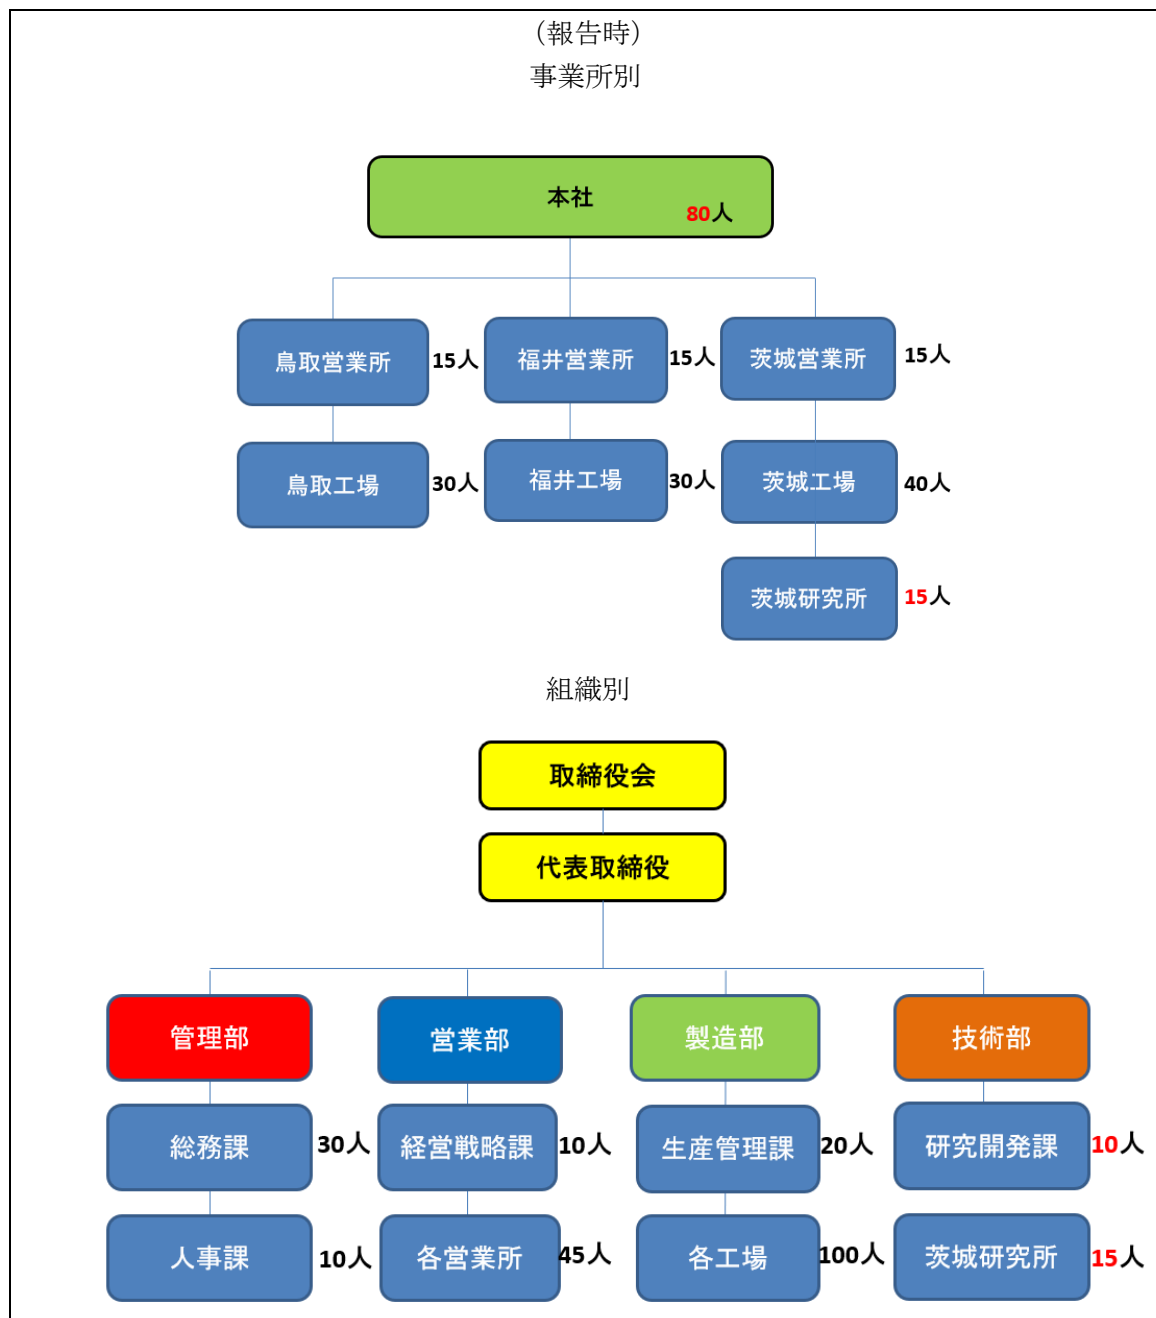 （報告時）
事業所別
本社
80人
鳥取営業所 15人 福井営業所 15人 茨城営業所 15人
鳥取工場 30人 福井工場 30人 茨城工場 40人
茨城研究所 15人
組織別
取締役会
代表取締役
管理部 営業部 製造部 技術部
総務課 30人 経営戦略課 10人 生産管理課 20人 研究開発課 10人
人事課 10人 各営業所 45人 各工場 100人 茨城研究所 15人